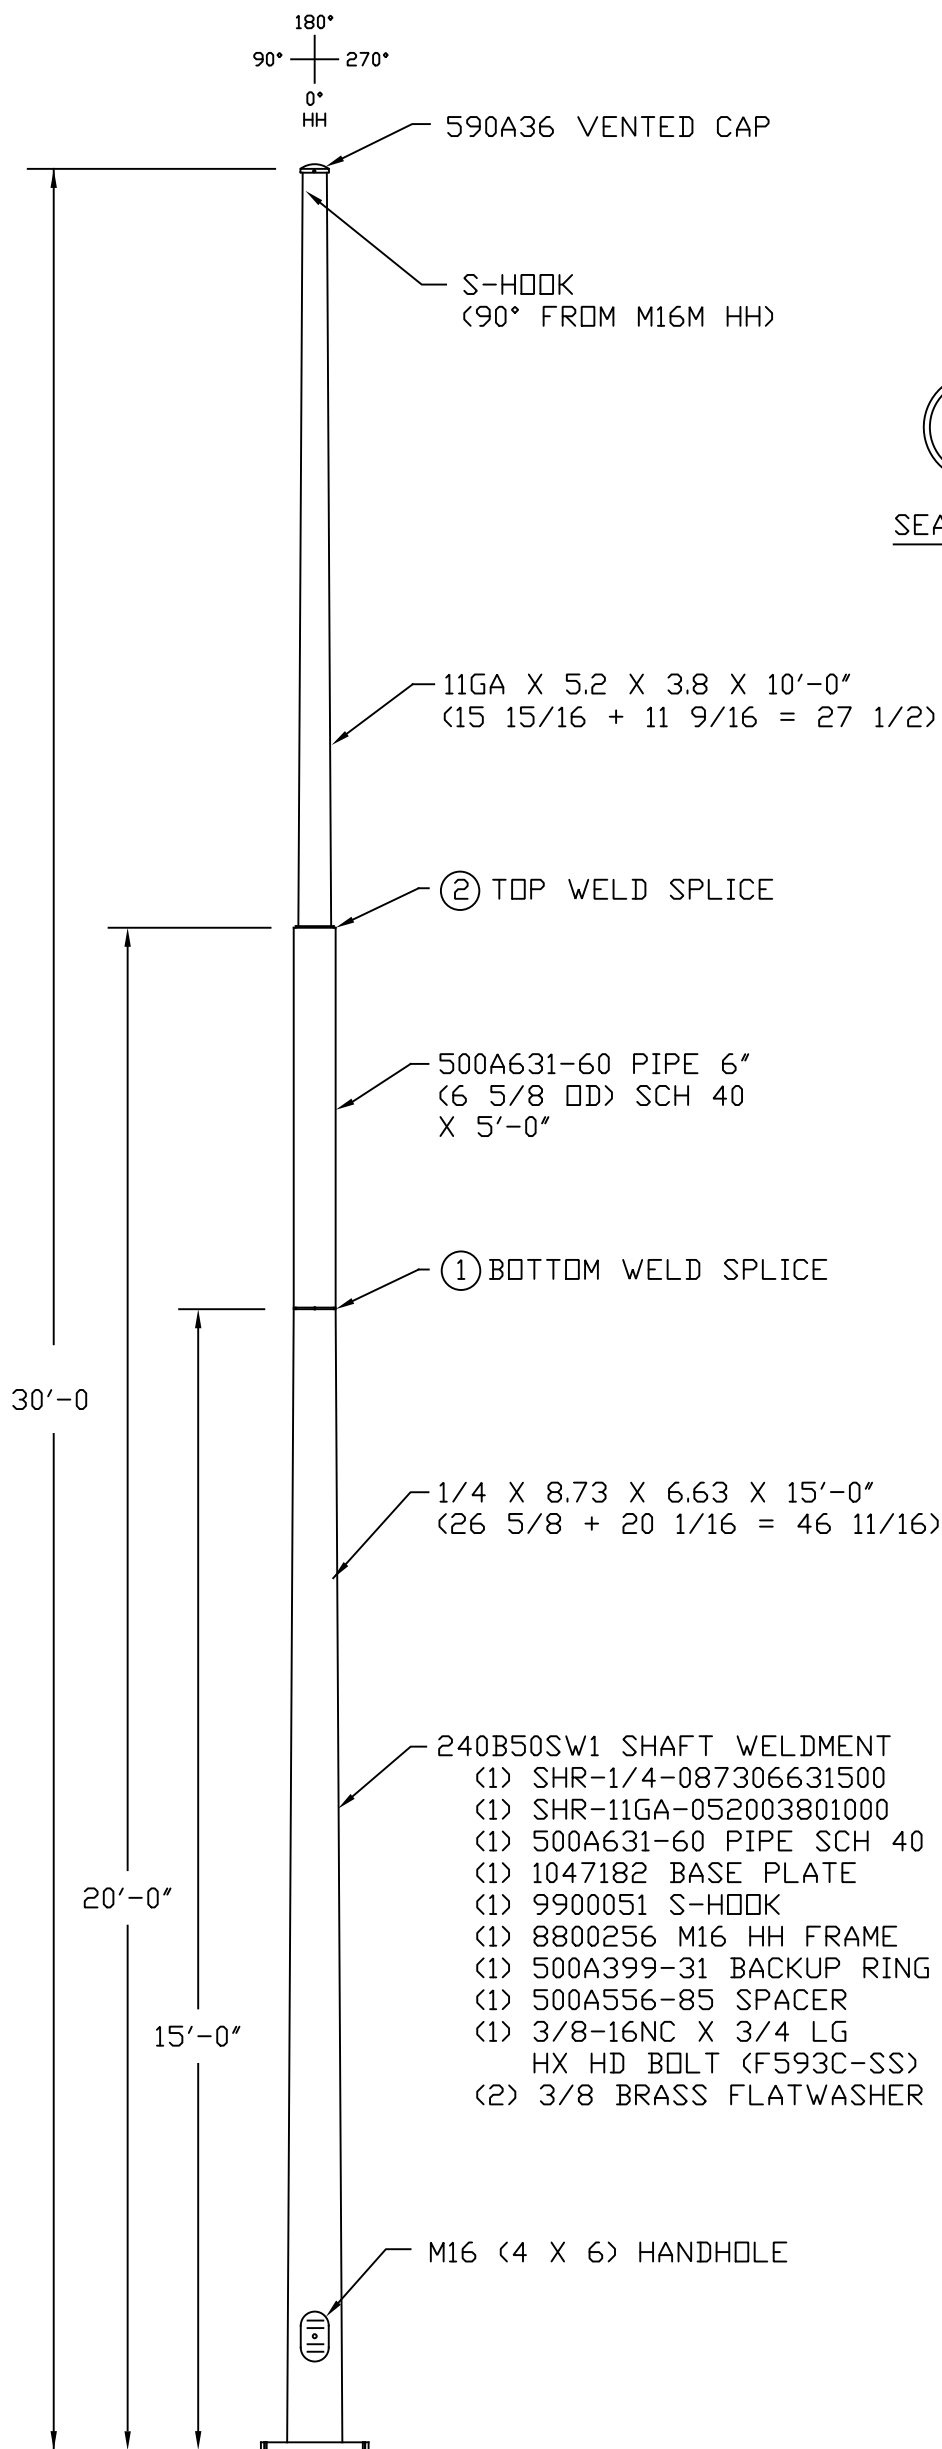 180°
90° 270°
0°
HH
590A36 VENTED CAP
S-HOOK
(90° FROM M16M HH)
11GA X 5.2 X 3.8 X 10'-0"
(15 15/16 + 11 9/16 = 27 1/2)
2 TOP WELD SPLICE
500A631-60 PIPE 6"
(6 5/8 OD) SCH 40
X 5'-0"
1 BOTTOM WELD SPLICE
30'-0
1/4 X 8.73 X 6.63 X 15'-0"
(26 5/8 + 20 1/16 = 46 11/16)
240B50SW1 SHAFT WELDMENT
(1) SHR-1/4-087306631500
(1) SHR-11GA-052003801000
(1) 500A631-60 PIPE SCH 40
(1) 1047182 BASE PLATE
(1) 9900051 S-HOOK
(1) 8800256 M16 HH FRAME
(1) 500A399-31 BACKUP RING
(1) 500A556-85 SPACER
(1) 3/8-16NC X 3/4 LG
HX HD BOLT (F593C-SS)
(2) 3/8 BRASS FLATWASHER
20'-0"
15'-0"
M16 (4 X 6) HANDHOLE